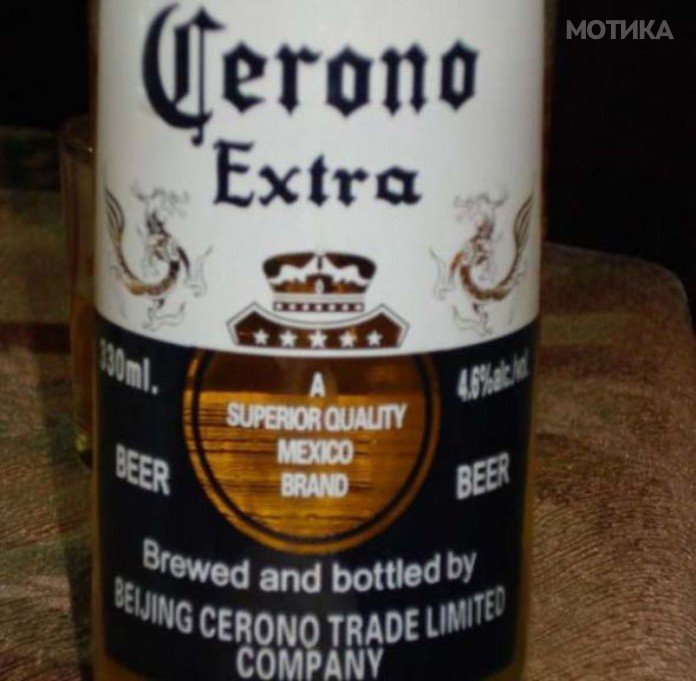 МОТИКА
Cerono
Extra
330ml.
4.6%alc./vol.
A
SUPERIOR QUALITY
MEXICO
BRAND
BEER
BEER
Brewed and bottled by
BEIJING CERONO TRADE LIMITED
COMPANY